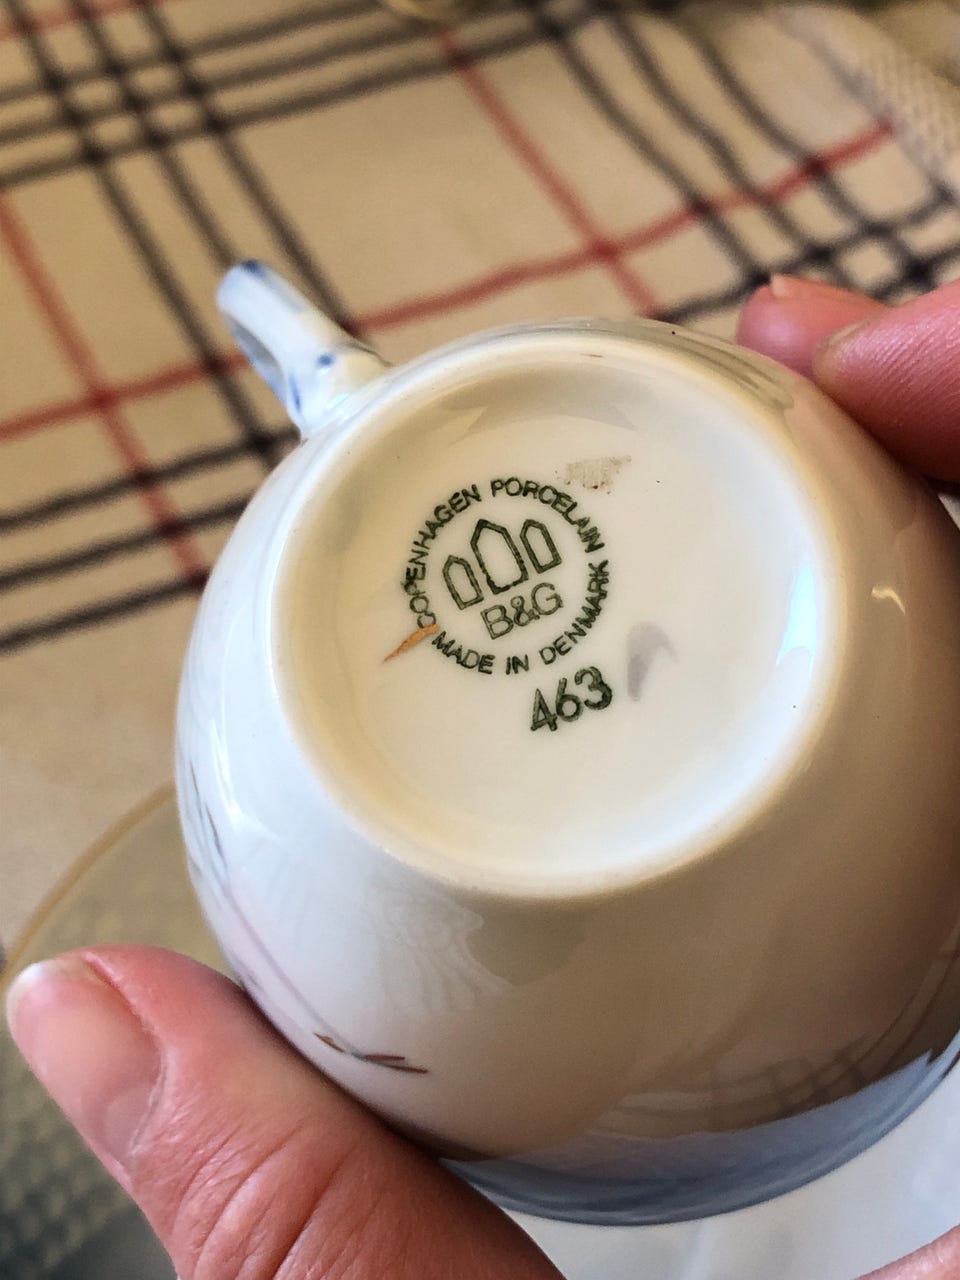 COPENHAGEN PORCELAIN
B&G
MADE IN DENMARK
463